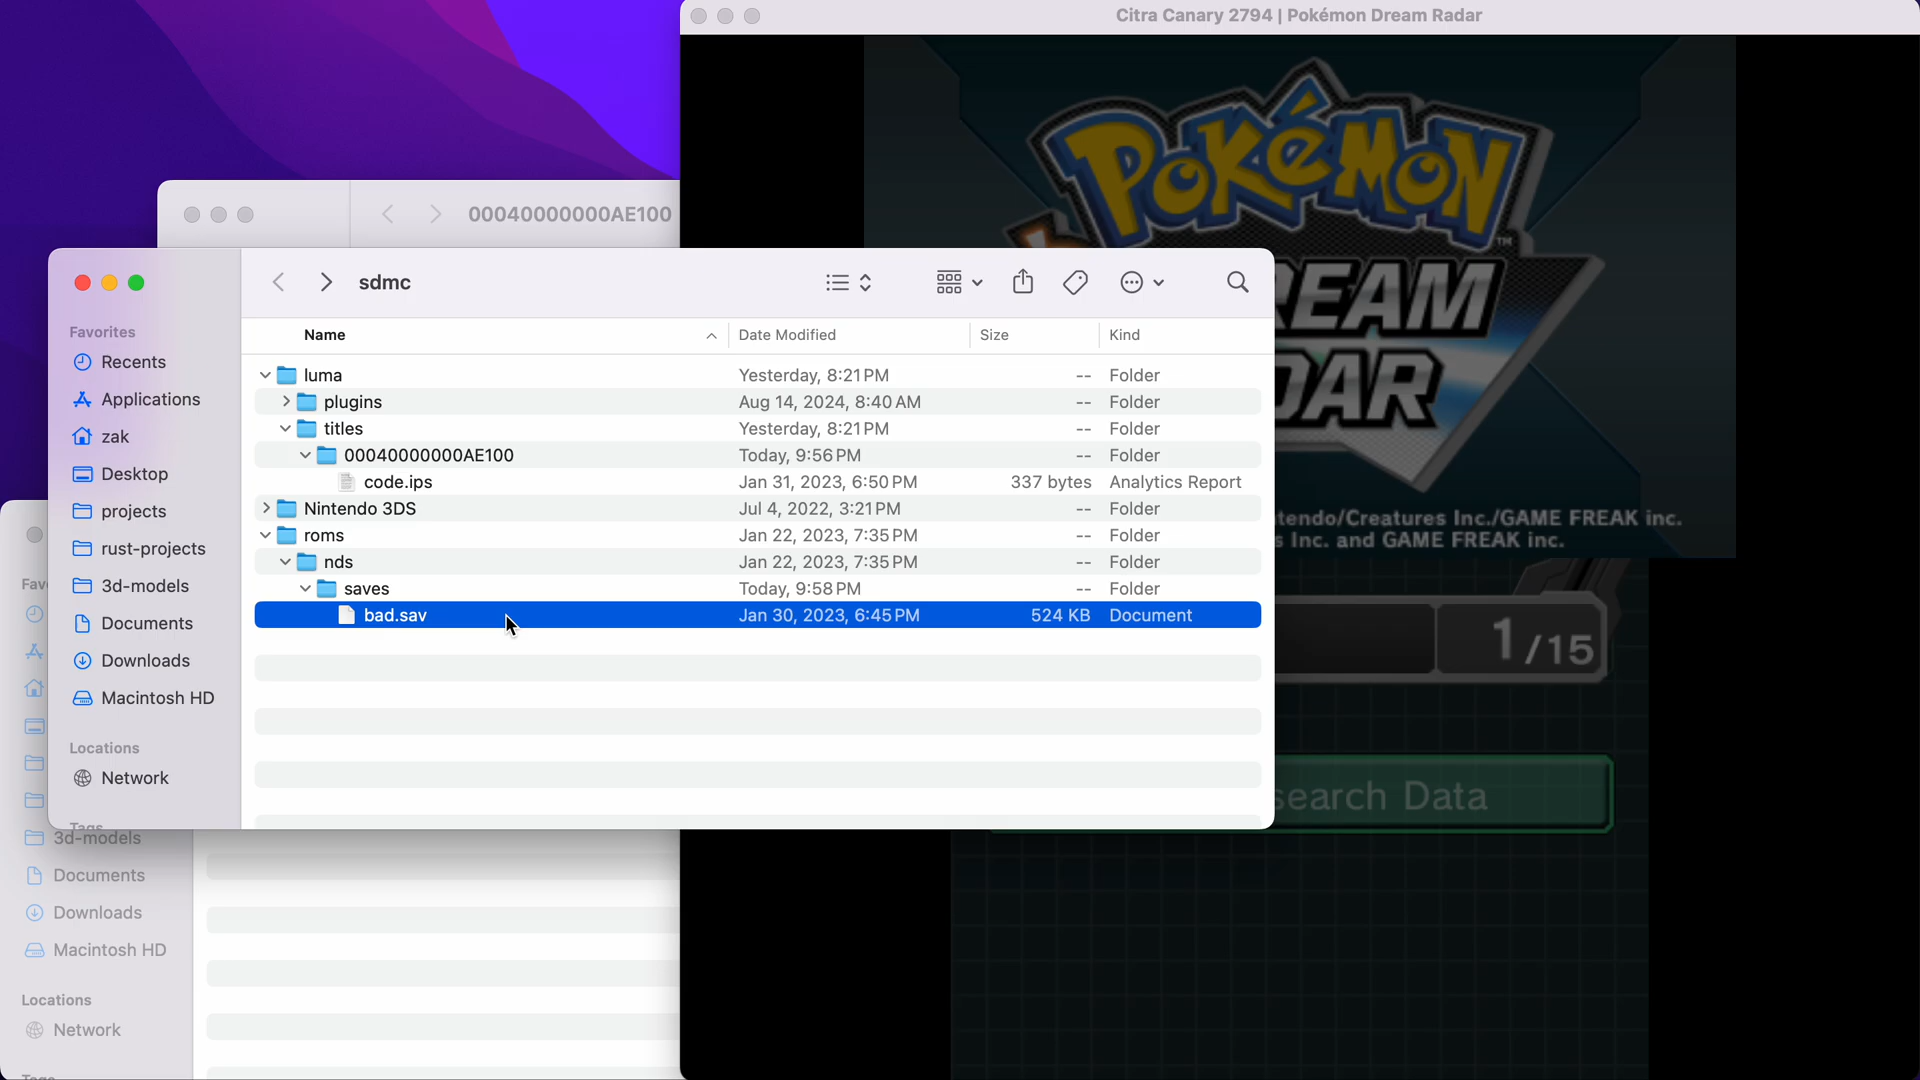 Citra Canary 2794 | Pokémon Dream Radar
POKéMON
TM
REAM
DAR
tendo/Creatures Inc./GAME FREAK inc.
s Inc. and GAME FREAK inc.
1/15
search Data
00040000000AE100
sdmc
Favorites
Recents
Applications
zak
Desktop
projects
rust-projects
3d-models
Documents
Downloads
Macintosh HD
Locations
Network
Tags
Name Date Modified Size Kind
luma Yesterday, 8:21 PM -- Folder
plugins Aug 14, 2024, 8:40 AM -- Folder
titles Yesterday, 8:21 PM -- Folder
00040000000AE100 Today, 9:56 PM -- Folder
code.ips Jan 31, 2023, 6:50 PM 337 bytes Analytics Report
Nintendo 3DS Jul 4, 2022, 3:21 PM -- Folder
roms Jan 22, 2023, 7:35 PM -- Folder
nds Jan 22, 2023, 7:35 PM -- Folder
saves Today, 9:58 PM -- Folder
bad.sav Jan 30, 2023, 6:45 PM 524 KB Document
Fav
3d-models
Documents
Downloads
Macintosh HD
Locations
Network
Tags